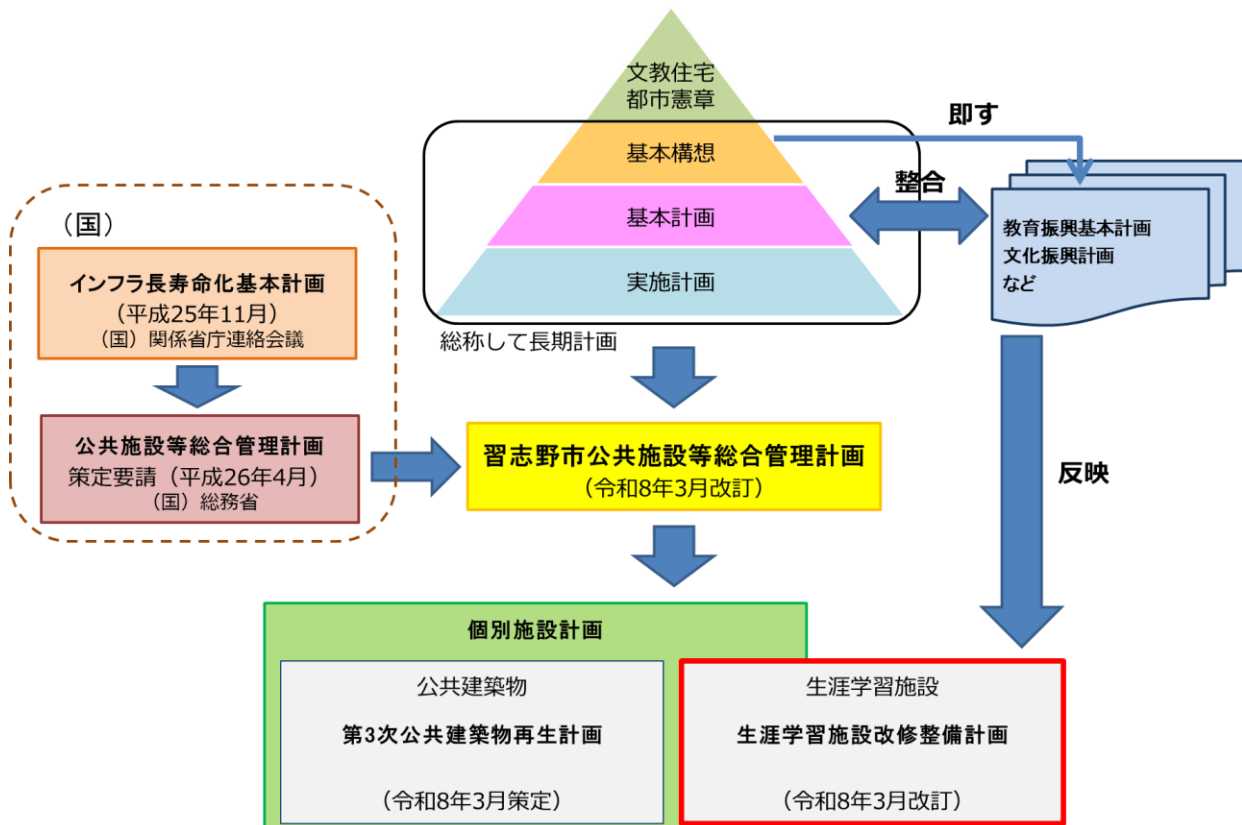 文教住宅
都市憲章
基本構想
基本計画
実施計画
総称して長期計画
即す
整合
教育振興基本計画
文化振興計画
など
（国）
インフラ長寿命化基本計画
（平成25年11月）
（国）関係省庁連絡会議
公共施設等総合管理計画
策定要請（平成26年4月）
（国）総務省
習志野市公共施設等総合管理計画
（令和8年3月改訂）
反映
個別施設計画
公共建築物
第3次公共建築物再生計画
（令和8年3月策定）
生涯学習施設
生涯学習施設改修整備計画
（令和8年3月改訂）